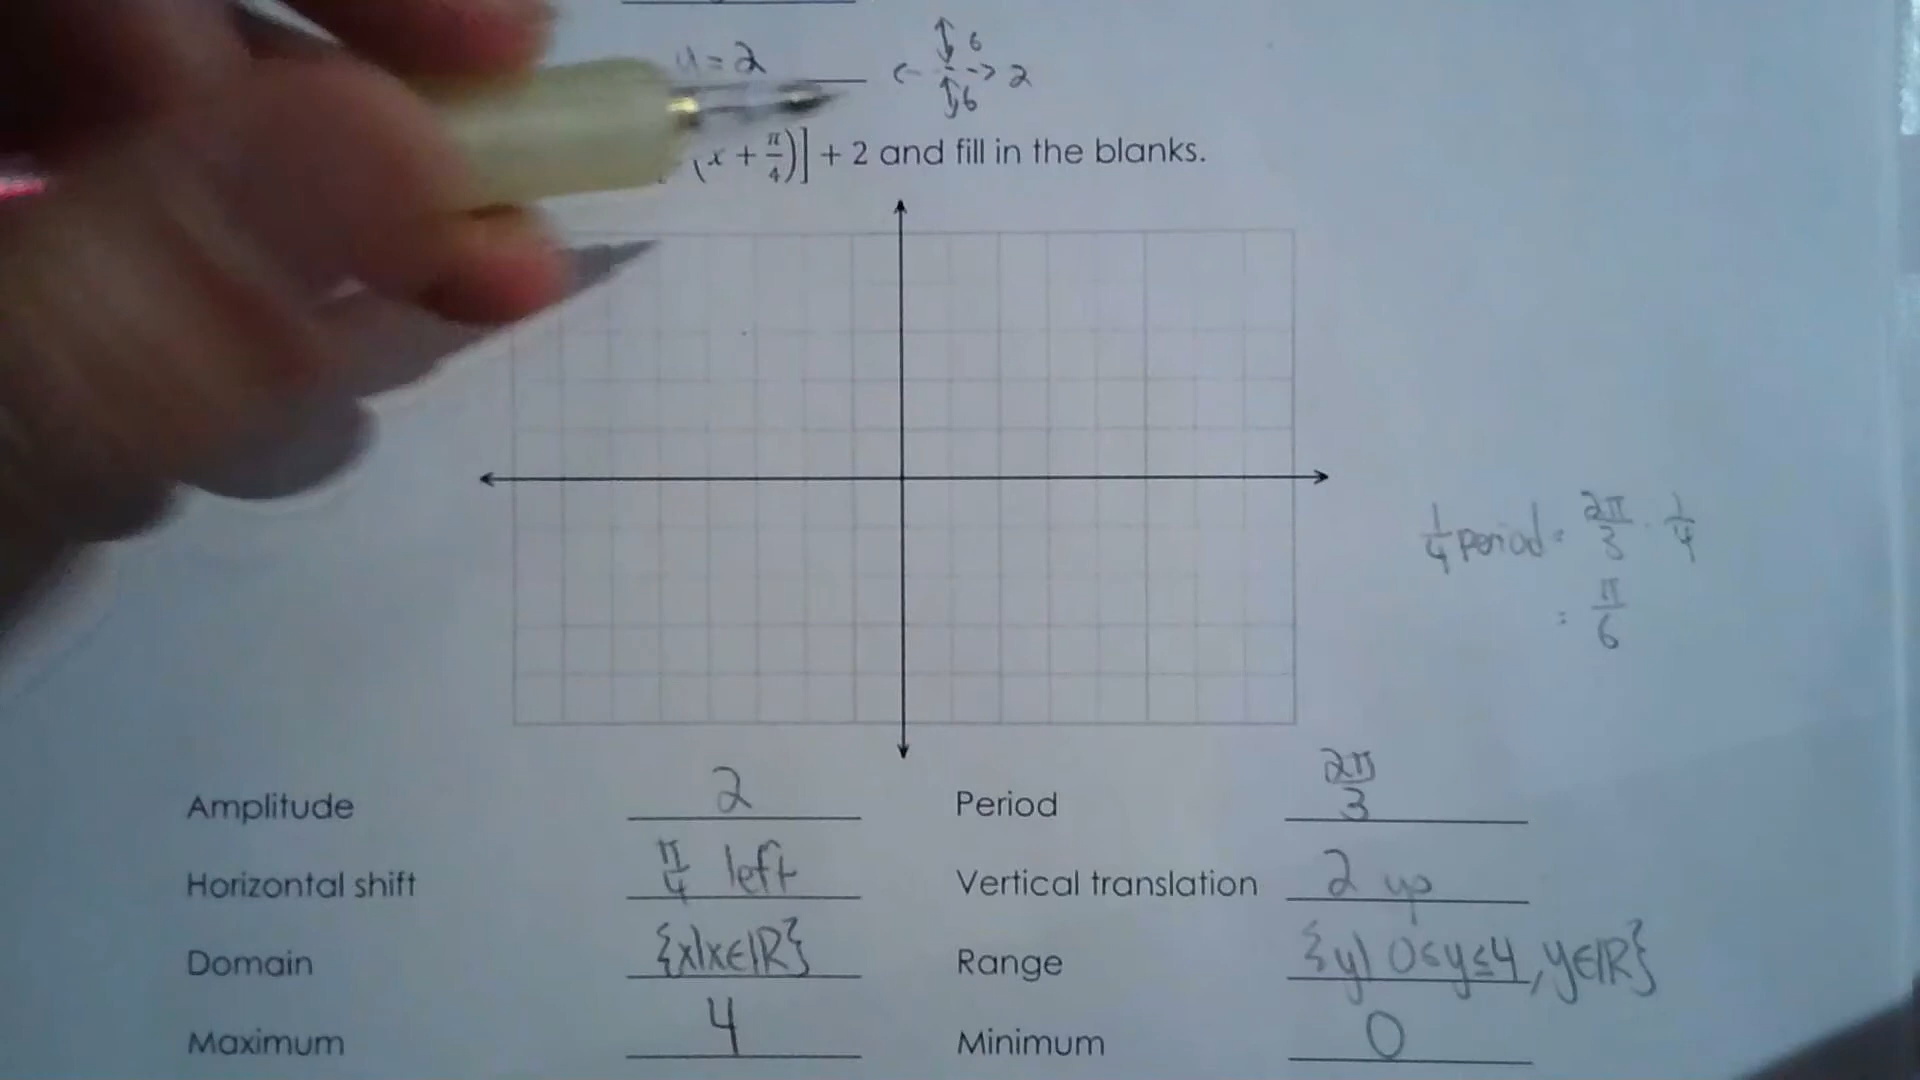 y = 2
6
<- -> 2
6
(x + π/4)] + 2 and fill in the blanks.
1/4 period = 2π/3 · 1/4
= π/6
Amplitude 2 Period 2π/3
Horizontal shift π/4 left Vertical translation 2 up
Domain {x|x∈ℝ} Range {y| 0≤y≤4, y∈ℝ}
Maximum 4 Minimum 0